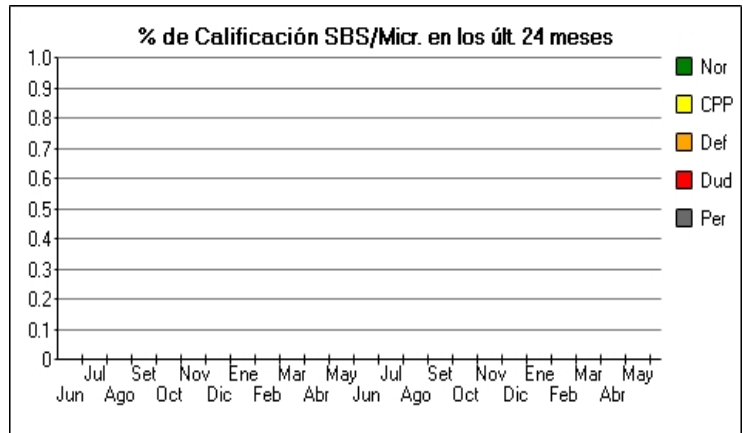 % de Calificación SBS/Micr. en los últ. 24 meses
1.0
0.9
0.8
0.7
0.6
0.5
0.4
0.3
0.2
0.1
0
Nor
CPP
Def
Dud
Per
Jul Set Nov Ene Mar May Jul Set Nov Ene Mar May
Jun Ago Oct Dic Feb Abr Jun Ago Oct Dic Feb Abr